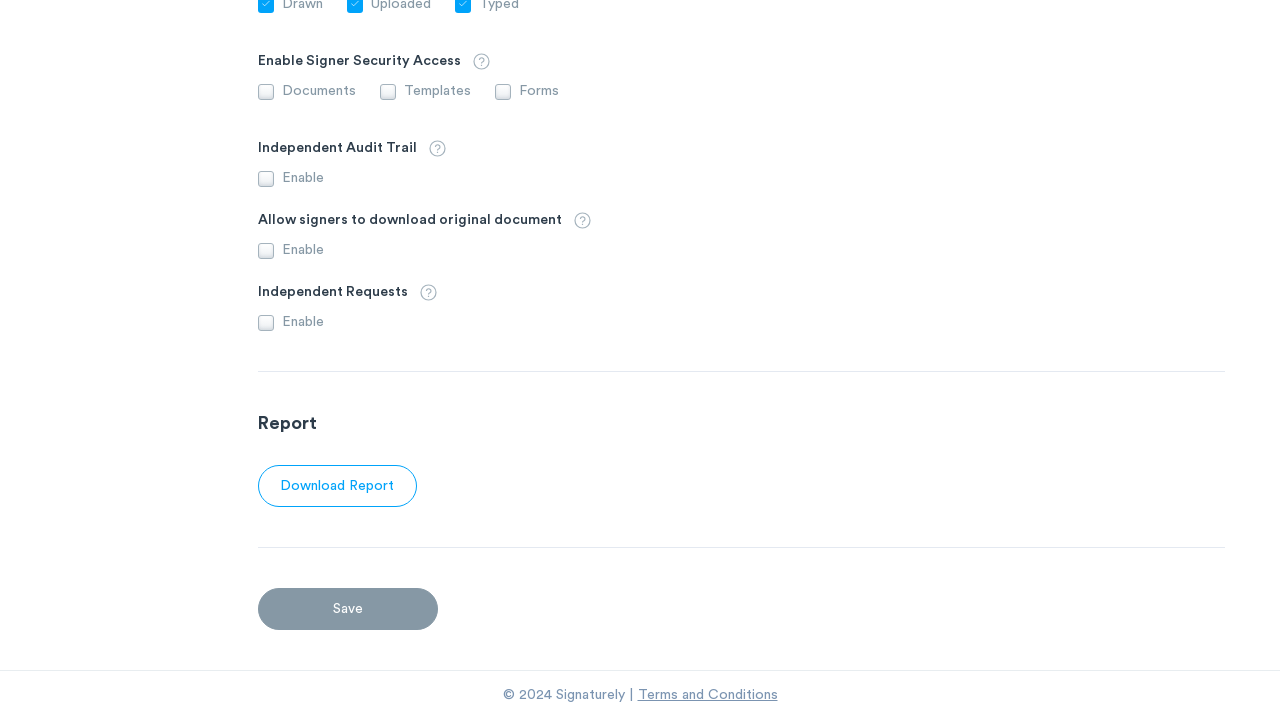 Drawn Uploaded Typed
Enable Signer Security Access ?
Documents Templates Forms
Independent Audit Trail ?
Enable
Allow signers to download original document ?
Enable
Independent Requests ?
Enable
Report
Download Report
Save
© 2024 Signaturely | Terms and Conditions